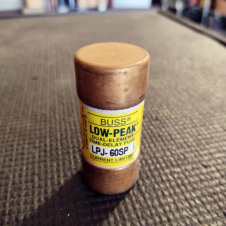 BUSS®
LOW-PEAK
DUAL-ELEMENT
TIME-DELAY FUSE
LPJ-60SP
CURRENT LIMITING